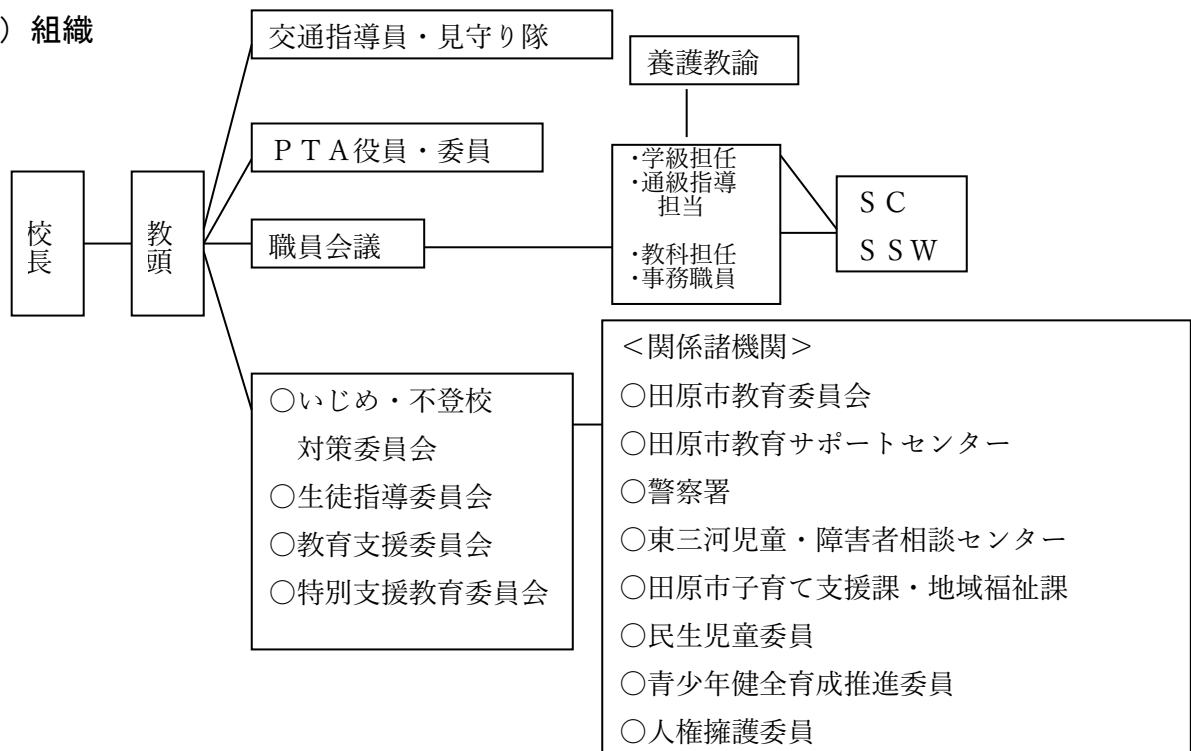 ）組織
交通指導員・見守り隊
養護教諭
ＰＴＡ役員・委員
・学級担任
・通級指導
担当
・教科担任
・事務職員
ＳＣ
ＳＳＷ
校長
教頭
職員会議
○いじめ・不登校
対策委員会
○生徒指導委員会
○教育支援委員会
○特別支援教育委員会
＜関係諸機関＞
○田原市教育委員会
○田原市教育サポートセンター
○警察署
○東三河児童・障害者相談センター
○田原市子育て支援課・地域福祉課
○民生児童委員
○青少年健全育成推進委員
○人権擁護委員